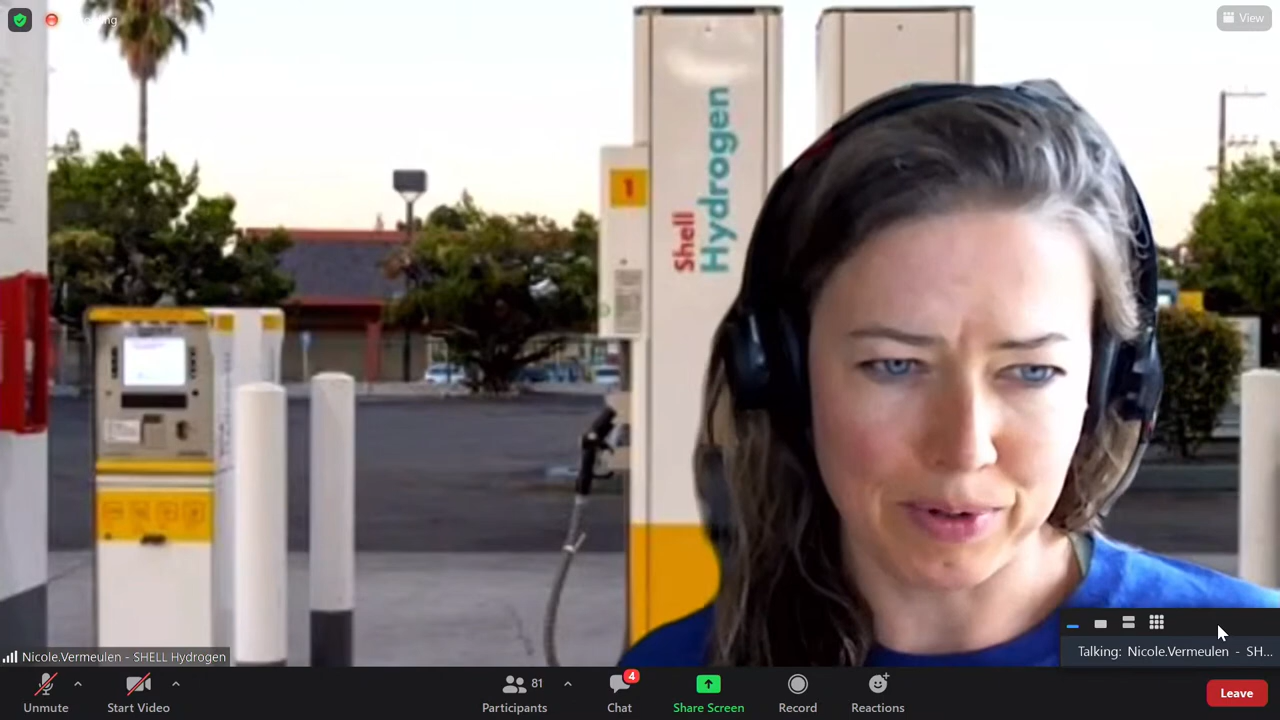 View
1
Shell
Hydrogen
Nicole.Vermeulen - SHELL Hydrogen
Talking: Nicole.Vermeulen - SH...
Unmute
Start Video
81
Participants
4
Chat
Share Screen
Record
Reactions
Leave